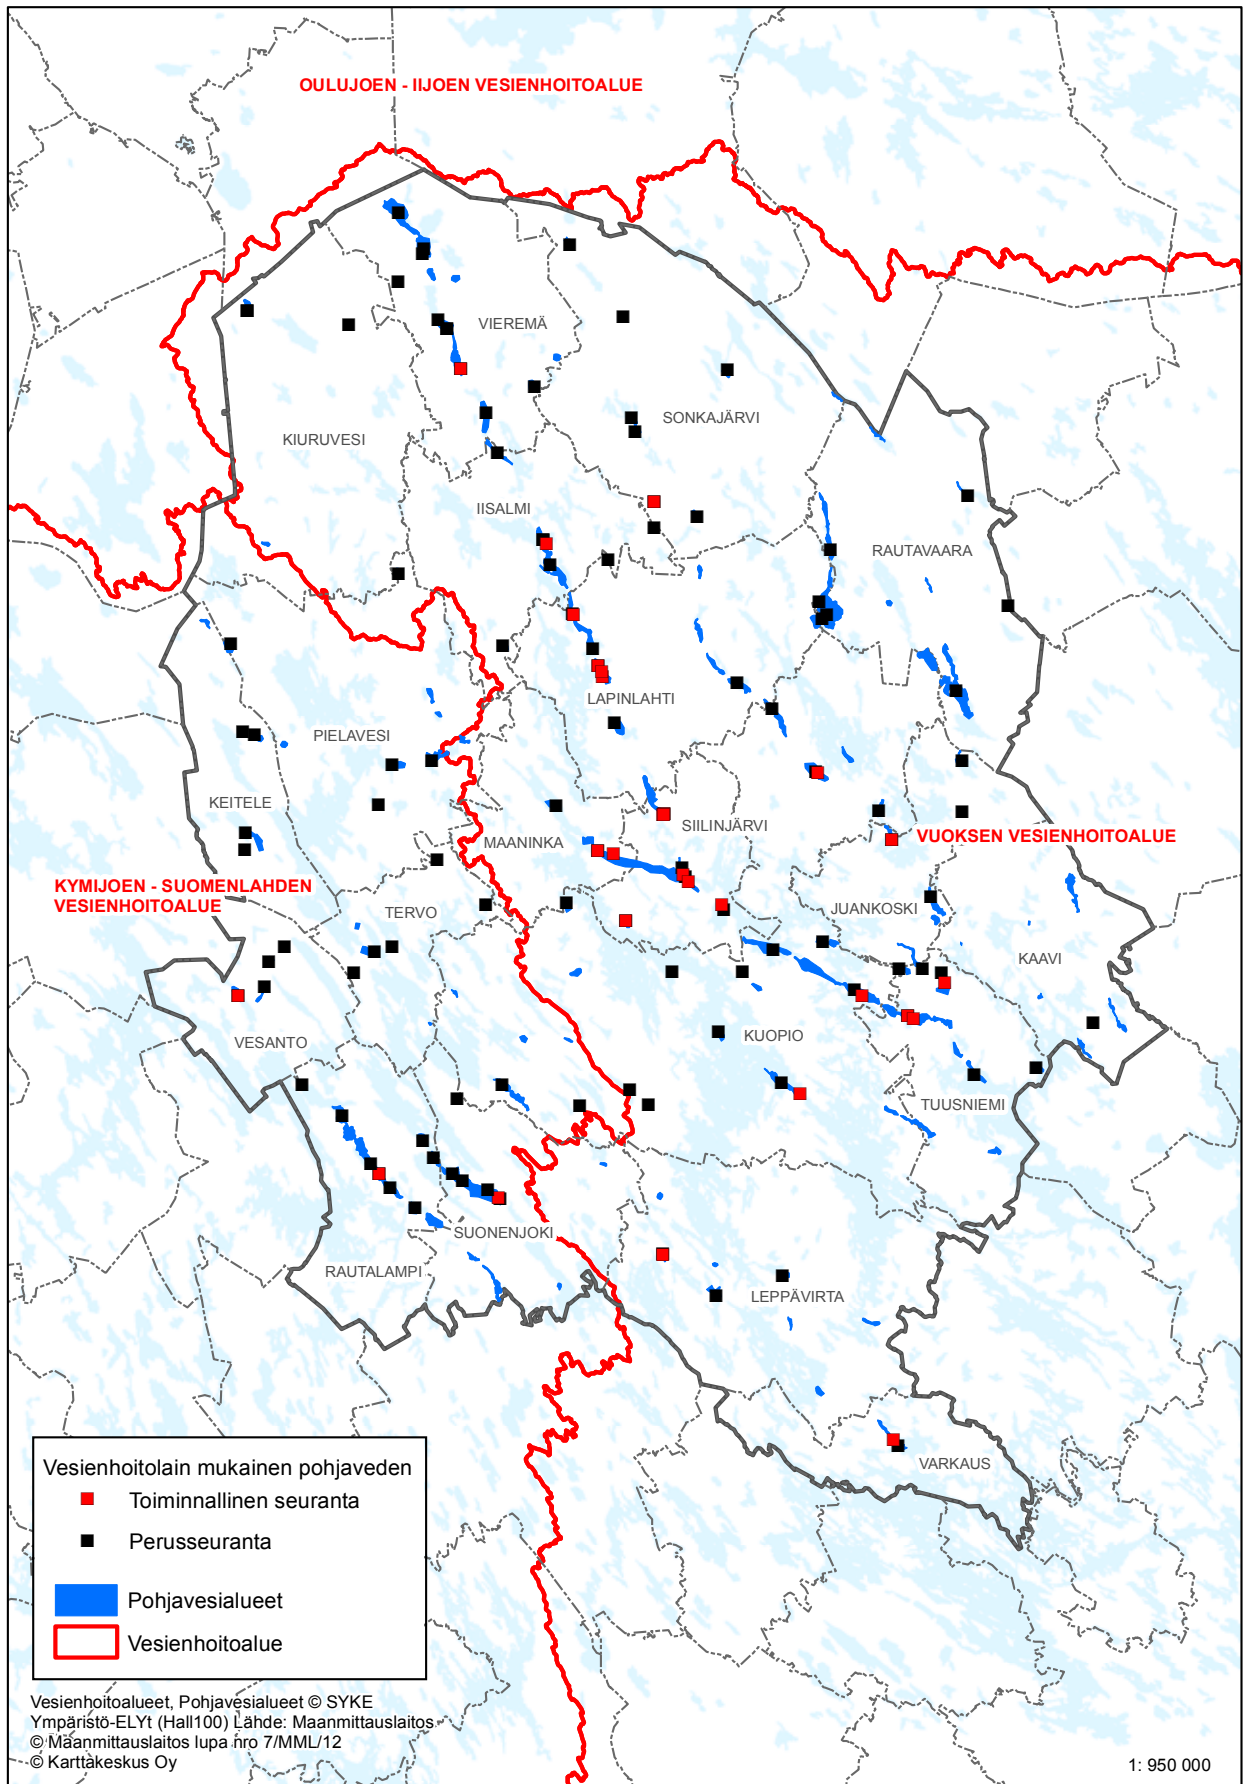 OULUJOEN - IIJOEN VESIENHOITOALUE
VIEREMÄ
SONKAJÄRVI
KIURUVESI
IISALMI
RAUTAVAARA
LAPINLAHTI
PIELAVESI
KEITELE
SIILINJÄRVI
MAANINKA
VUOKSEN VESIENHOITOALUE
KYMIJOEN - SUOMENLAHDEN
VESIENHOITOALUE
TERVO
JUANKOSKI
KAAVI
KUOPIO
VESANTO
TUUSNIEMI
SUONENJOKI
RAUTALAMPI
LEPPÄVIRTA
VARKAUS
Vesienhoitolain mukainen pohjaveden
Toiminnallinen seuranta
Perusseuranta
Pohjavesialueet
Vesienhoitoalue
Vesienhoitoalueet, Pohjavesialueet © SYKE
Ympäristö-ELYt (Hall100) Lähde: Maanmittauslaitos
© Maanmittauslaitos lupa nro 7/MML/12
© Karttakeskus Oy
1: 950 000